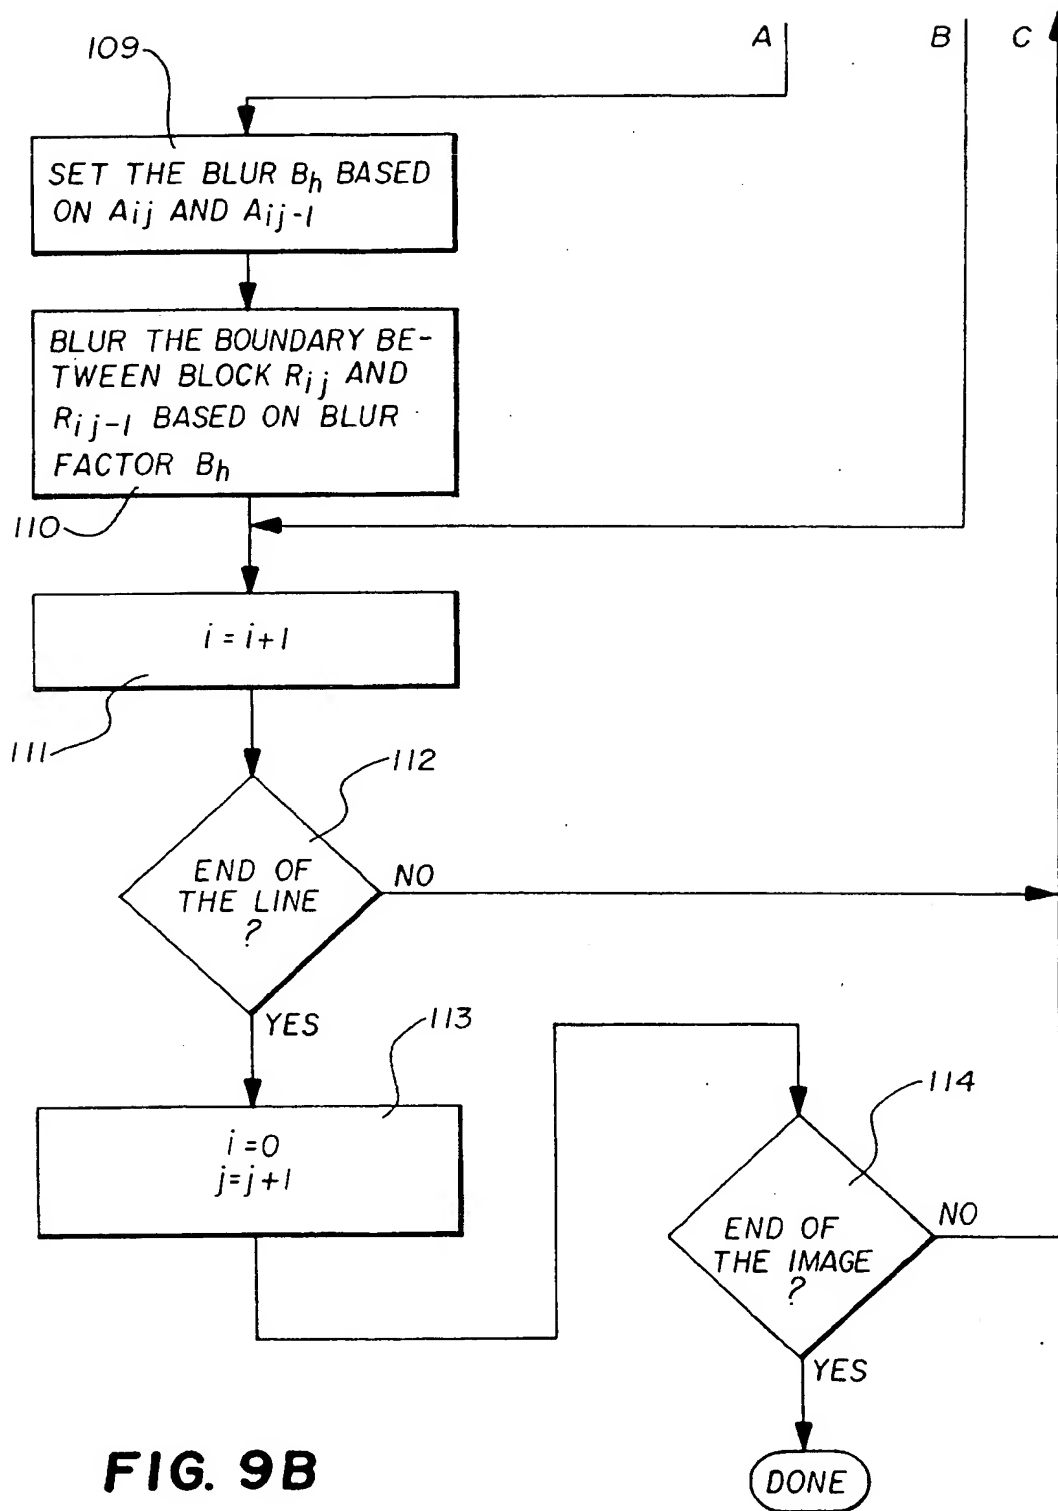 A B C
109
SET THE BLUR Bh BASED
ON Aij AND Aij-1
BLUR THE BOUNDARY BE-
TWEEN BLOCK Rij AND
Rij-1 BASED ON BLUR
FACTOR Bh
110
i = i+1
111
112
END OF
THE LINE
?
NO
YES
113
i=0
j=j+1
114
END OF
THE IMAGE
?
NO
YES
DONE
FIG. 9B